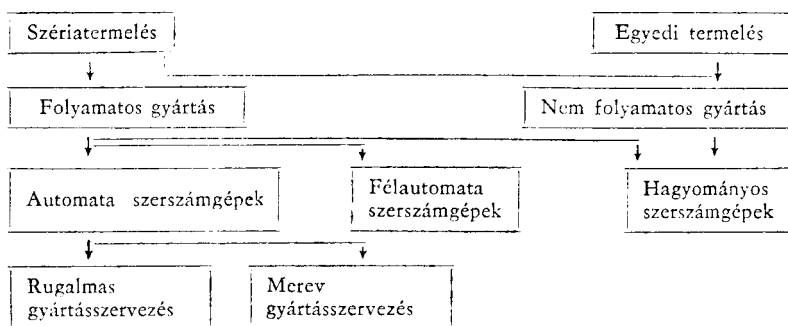 Szériatermelés
Egyedi termelés
Folyamatos gyártás
Nem folyamatos gyártás
Automata szerszámgépek
Félautomata
szerszámgépek
Hagyományos
szerszámgépek
Rugalmas
gyártásszervezés
Merev
gyártásszervezés